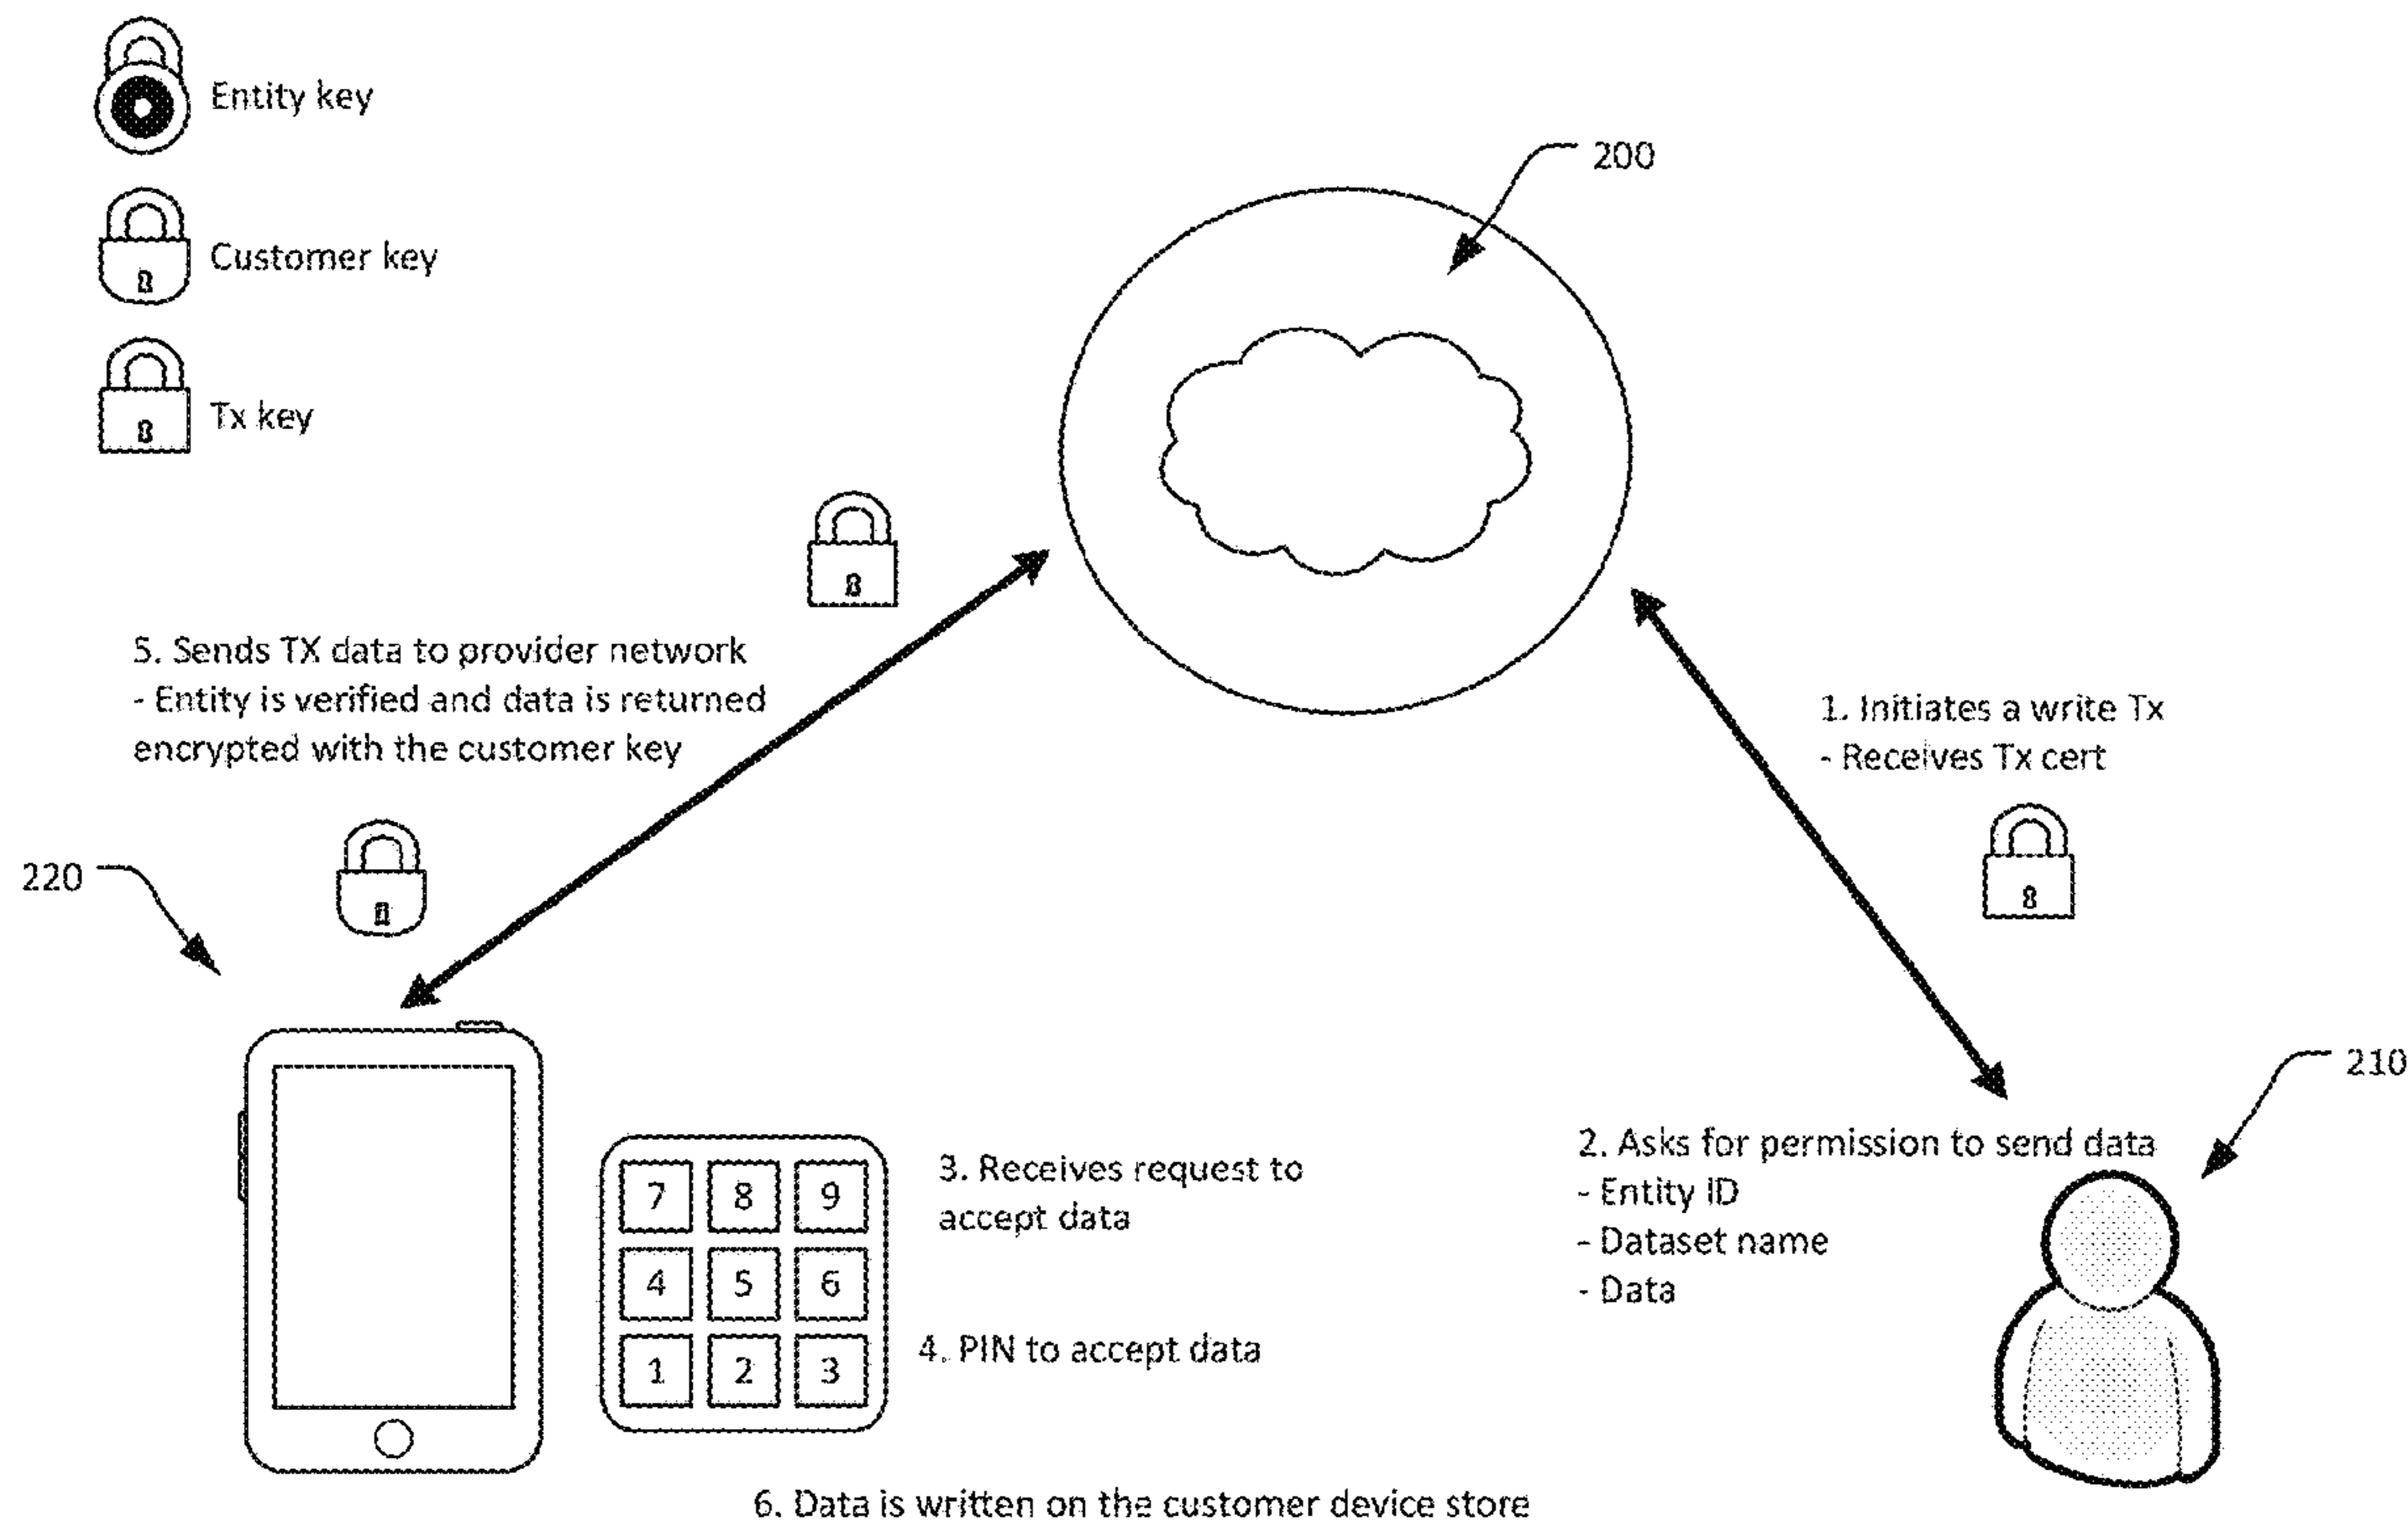 Entity key
Customer key
Tx key
200
5. Sends TX data to provider network
- Entity is verified and data is returned
encrypted with the customer key
1. Initiates a write Tx
- Receives Tx cert
220
210
2. Asks for permission to send data
- Entity ID
- Dataset name
- Data
7 8 9
4 5 6
1 2 3
3. Receives request to
accept data
4. PIN to accept data
6. Data is written on the customer device store